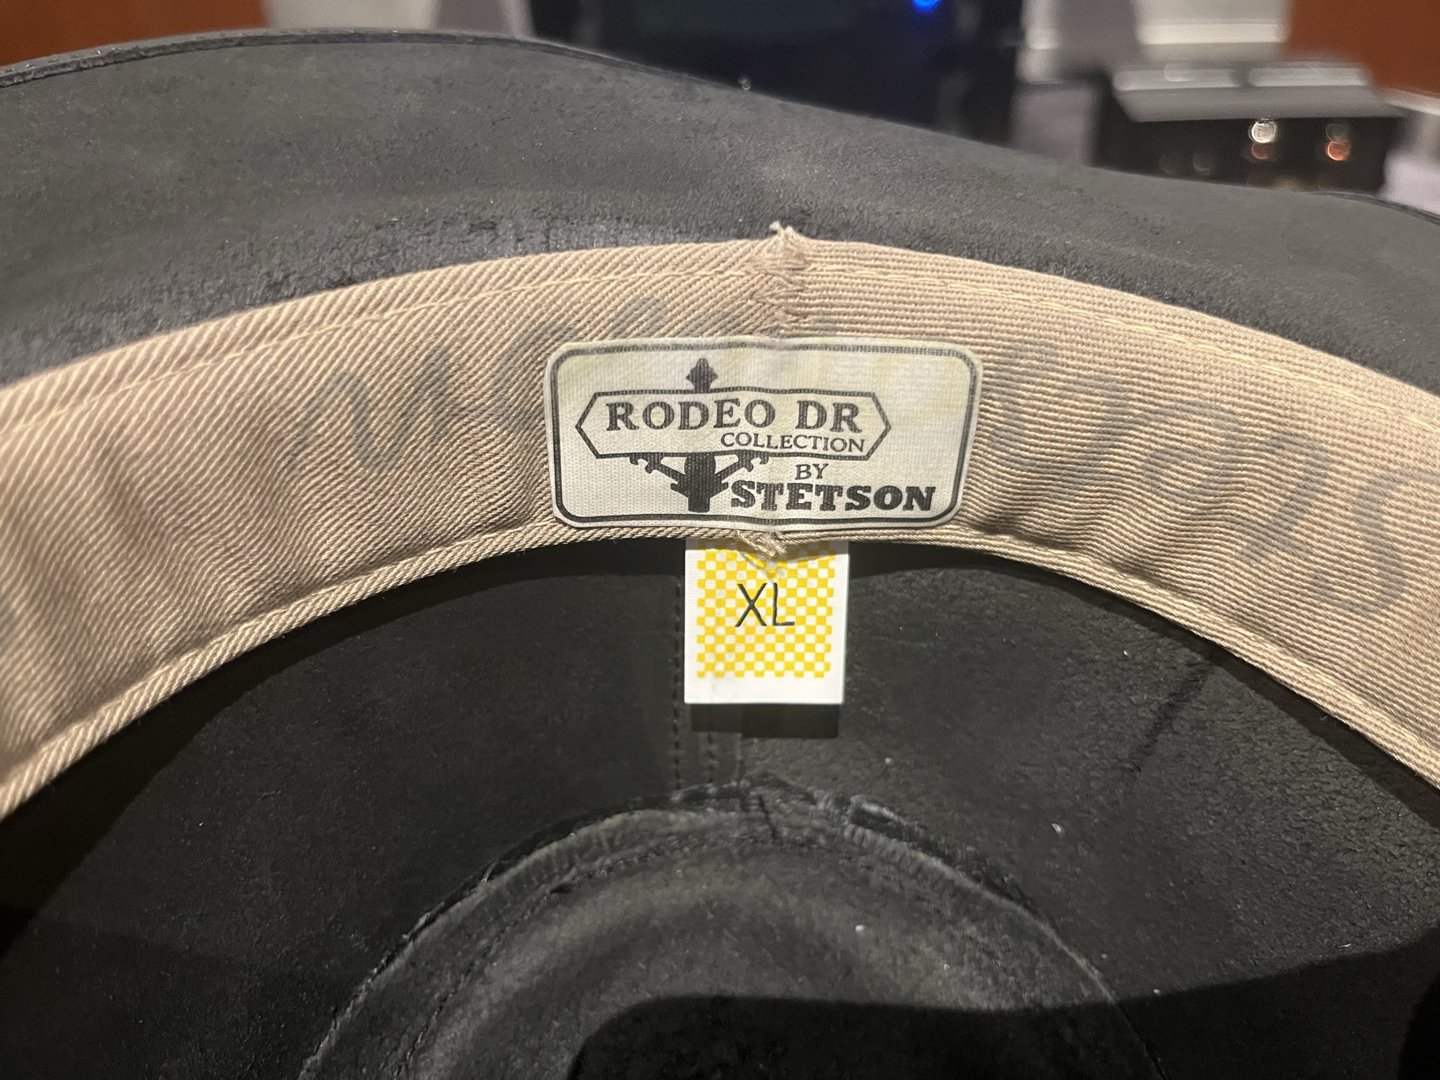 RODEO DR
COLLECTION
BY
STETSON
XL